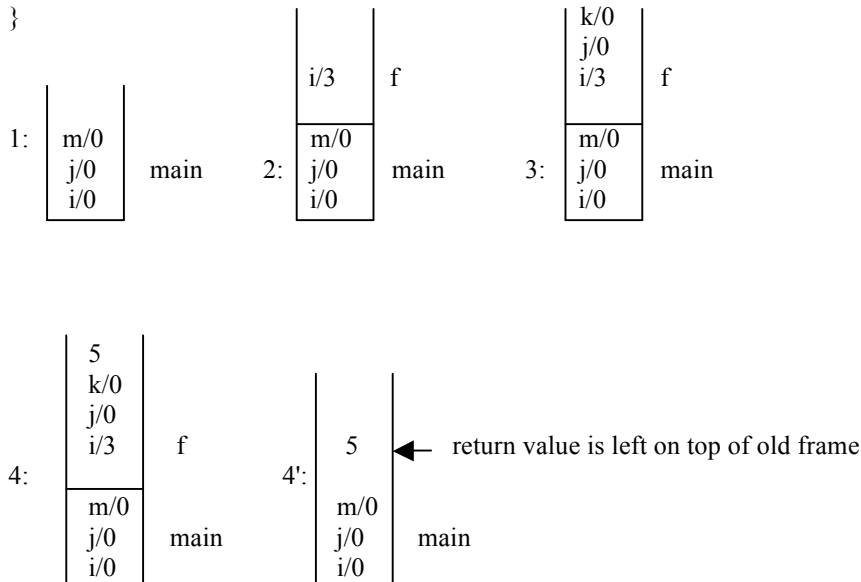 }
1:
m/0
j/0 main
i/0
2:
i/3 f
m/0
j/0 main
i/0
3:
k/0
j/0
i/3 f
m/0
j/0 main
i/0
4:
5
k/0
j/0
i/3 f
m/0
j/0 main
i/0
4':
5 return value is left on top of old frame
m/0
j/0 main
i/0